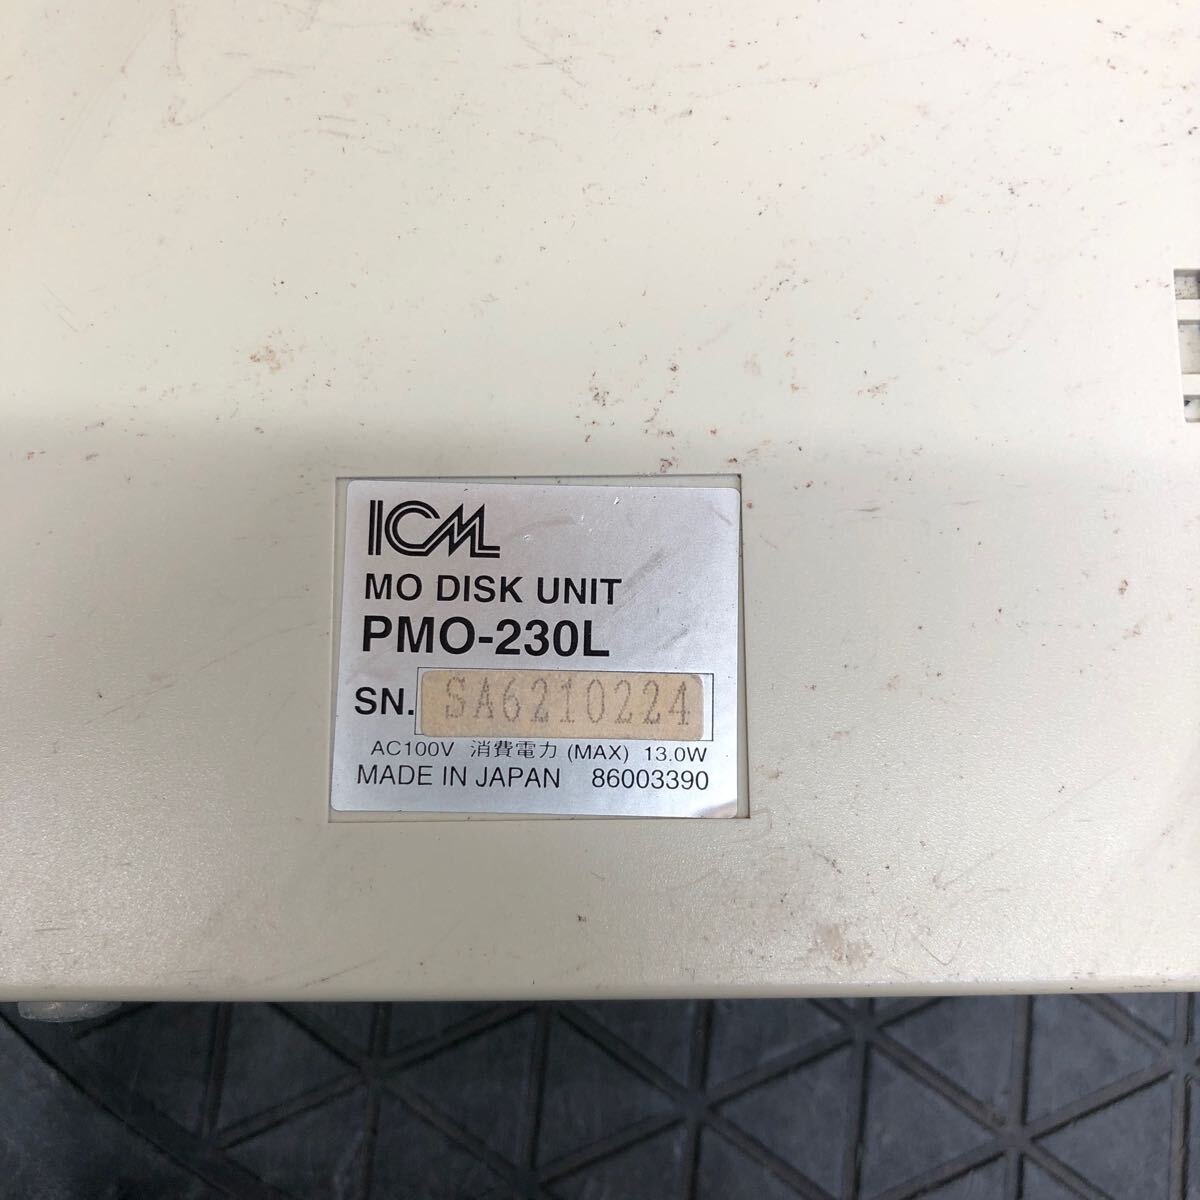 ICM
MO DISK UNIT
PMO-230L
SN. SA6210224
AC100V 消費電力 (MAX) 13.0W
MADE IN JAPAN 86003390